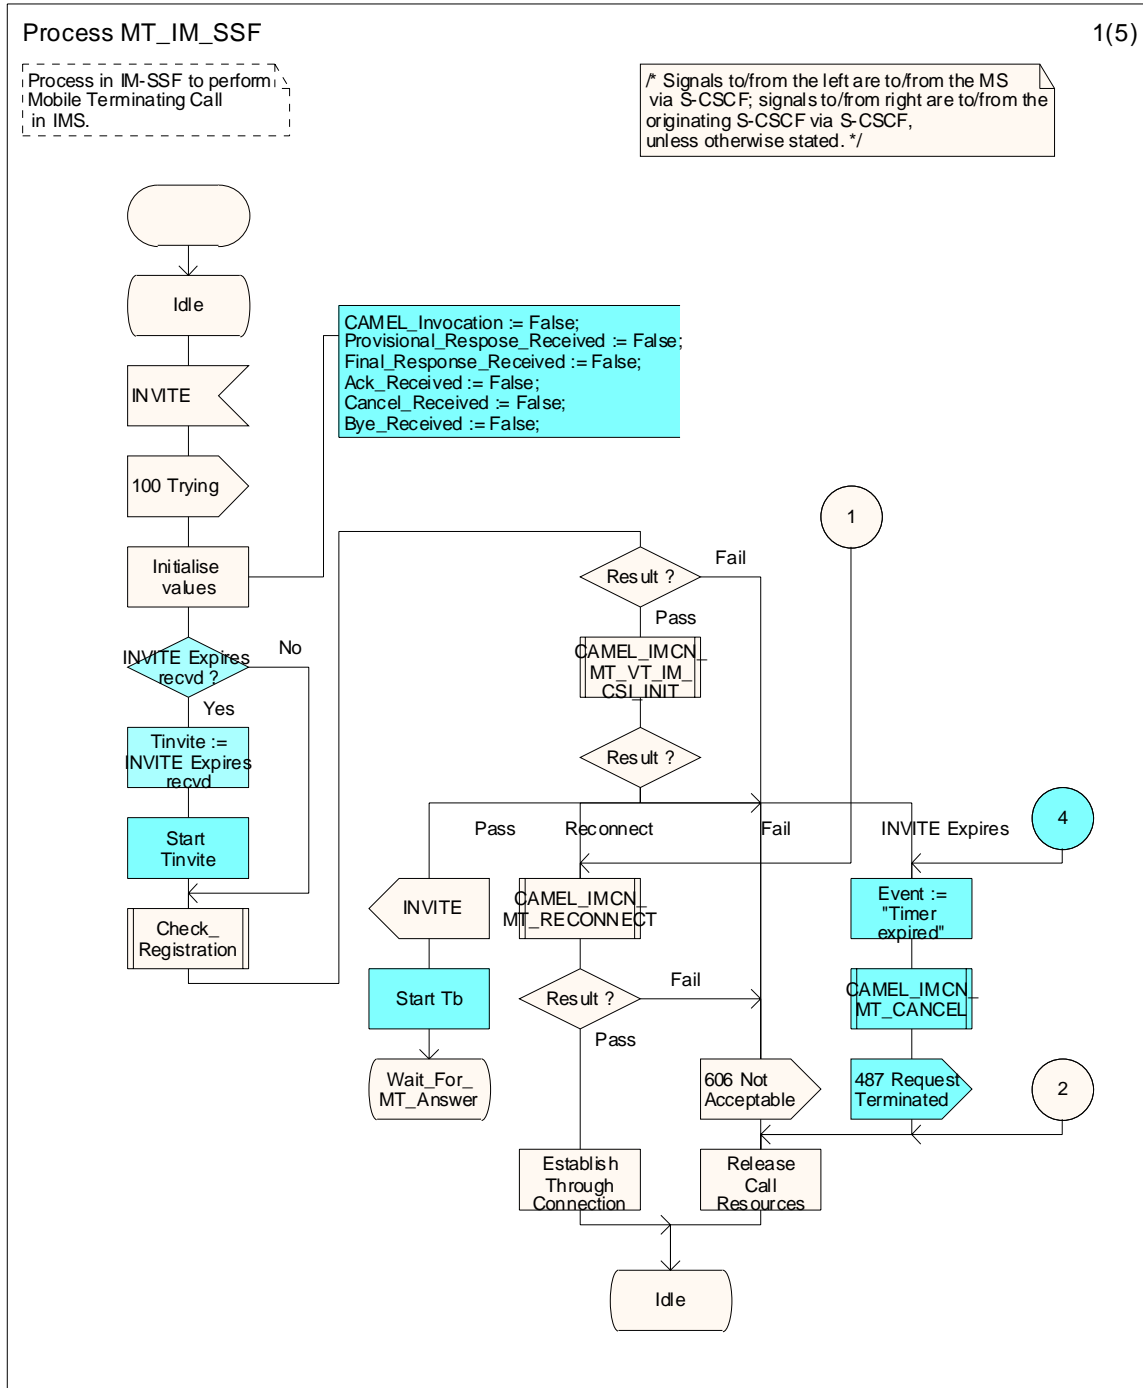 Process MT_IM_SSF
1(5)
Process in IM-SSF to perform
Mobile Terminating Call
in IMS.
/* Signals to/from the left are to/from the MS
via S-CSCF; signals to/from right are to/from the
originating S-CSCF via S-CSCF,
unless otherwise stated. */
Idle
INVITE
100 Trying
Initialise
values
CAMEL_Invocation := False;
Provisional_Respose_Received := False;
Final_Response_Received := False;
Ack_Received := False;
Cancel_Received := False;
Bye_Received := False;
INVITE Expires
recvd ?
No
Yes
Tinvite :=
INVITE Expires
recvd
Start
Tinvite
Check_
Registration
1
Result ?
Fail
Pass
CAMEL_IMCN_
MT_VT_IM_
CSI_INIT
Result ?
Pass
Reconnect
Fail
INVITE Expires
4
INVITE
Start Tb
Wait_For_
MT_Answer
CAMEL_IMCN_
MT_RECONNECT
Result ?
Fail
Pass
Event :=
"Timer
expired"
CAMEL_IMCN_
MT_CANCEL
606 Not
Acceptable
487 Request
Terminated
2
Establish
Through
Connection
Release
Call
Resources
Idle